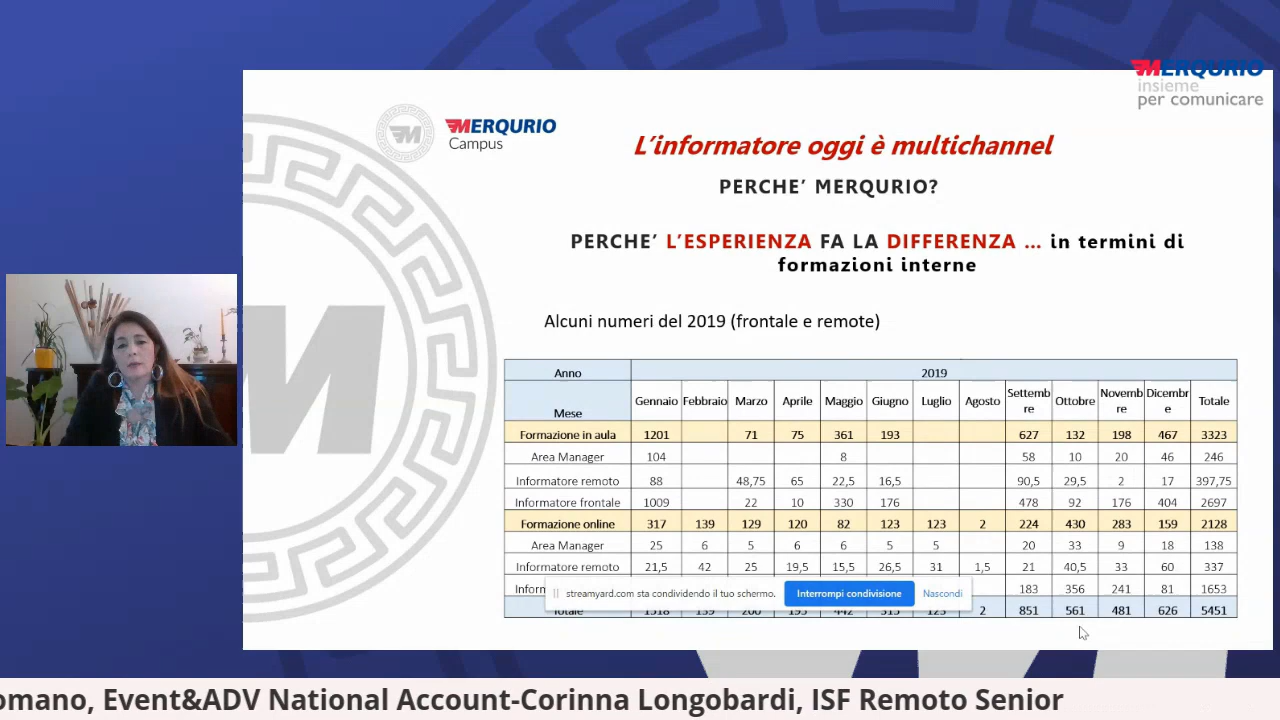 MERQURIO
insieme
per comunicare
MERQURIO
Campus
L'informatore oggi è multichannel
PERCHE' MERQURIO?
PERCHE' L'ESPERIENZA FA LA DIFFERENZA ... in termini di
formazioni interne
Alcuni numeri del 2019 (frontale e remote)
Anno 2019
Mese Gennaio Febbraio Marzo Aprile Maggio Giugno Luglio Agosto Settembre Ottobre Novembre Dicembre Totale
Formazione in aula 1201 71 75 361 193 627 132 198 467 3323
Area Manager 104 8 58 10 20 46 246
Informatore remoto 88 48,75 65 22,5 16,5 90,5 29,5 2 17 397,75
Informatore frontale 1009 22 10 330 176 478 92 176 404 2697
Formazione online 317 139 129 120 82 123 123 2 224 430 283 159 2128
Area Manager 25 6 5 6 6 5 5 20 33 9 18 138
Informatore remoto 21,5 42 25 19,5 15,5 26,5 31 1,5 21 40,5 33 60 337
183 356 241 81 1653
streamyard.com sta condividendo il tuo schermo. Interrompi condivisione Nascondi
Totale 2 851 561 481 626 5451
omano, Event&ADV National Account-Corinna Longobardi, ISF Remoto Senior